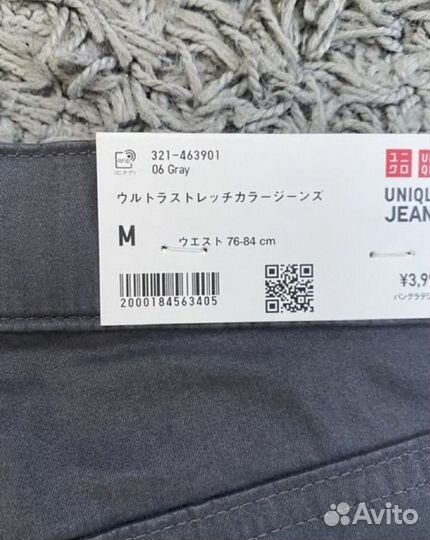 321-463901
06 Gray
ウルトラストレッチカラージーンズ
M
ウエスト 76-84 cm
2000184563405
ユニクロ
UNIQL
JEAN
¥3,99
バングラデシ
Avito